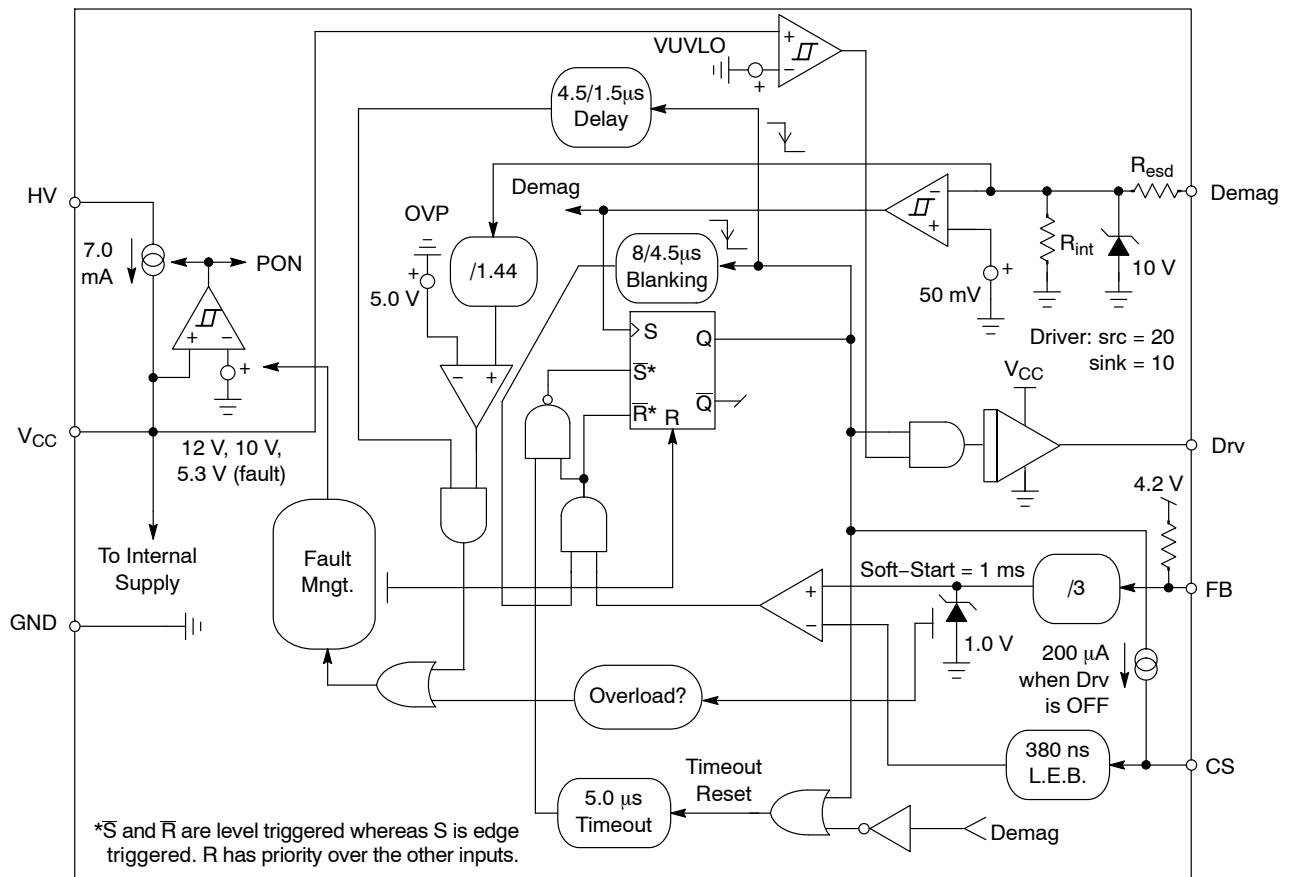 VUVLO
+
−
+
4.5/1.5μs
Delay
HV
7.0
mA
PON
+
−
+
VCC
12 V, 10 V,
5.3 V (fault)
To Internal
Supply
GND
Demag
OVP
+
5.0 V
/1.44
−
+
8/4.5μs
Blanking
S
Q
S*
R*
R
Q
−
+
+
50 mV
Rint
10 V
Resd
Demag
Driver: src = 20
sink = 10
VCC
Drv
4.2 V
Fault
Mngt.
Soft−Start = 1 ms
+
−
1.0 V
/3
FB
200 μA
when Drv
is OFF
Overload?
380 ns
L.E.B.
CS
5.0 μs
Timeout
Timeout
Reset
Demag
*S̅ and R̅ are level triggered whereas S is edge
triggered. R has priority over the other inputs.